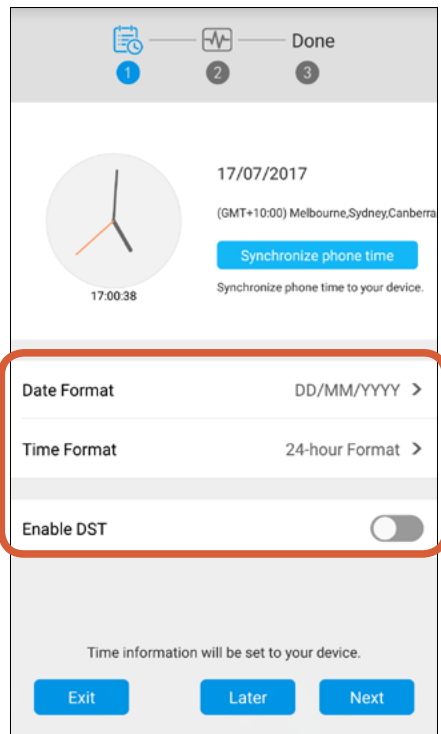 Done
1 2 3
17/07/2017
(GMT+10:00) Melbourne,Sydney,Canberra
Synchronize phone time
17:00:38
Synchronize phone time to your device.
Date Format DD/MM/YYYY >
Time Format 24-hour Format >
Enable DST
Time information will be set to your device.
Exit Later Next